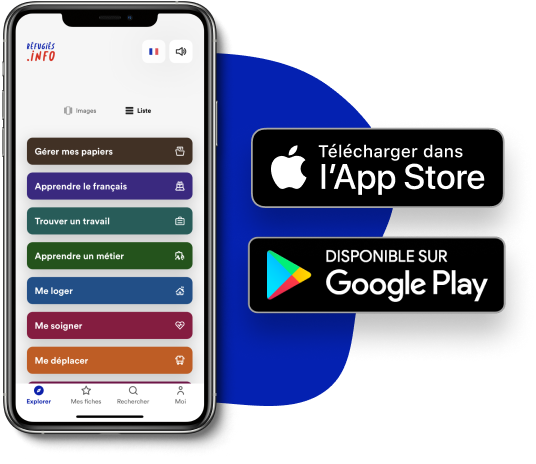 RÉFUGIÉS
.INFO
Images
Liste
Gérer mes papiers
Apprendre le français
Trouver un travail
Apprendre un métier
Me loger
Me soigner
Me déplacer
Explorer
Mes fiches
Rechercher
Moi
Télécharger dans
l'App Store
DISPONIBLE SUR
Google Play